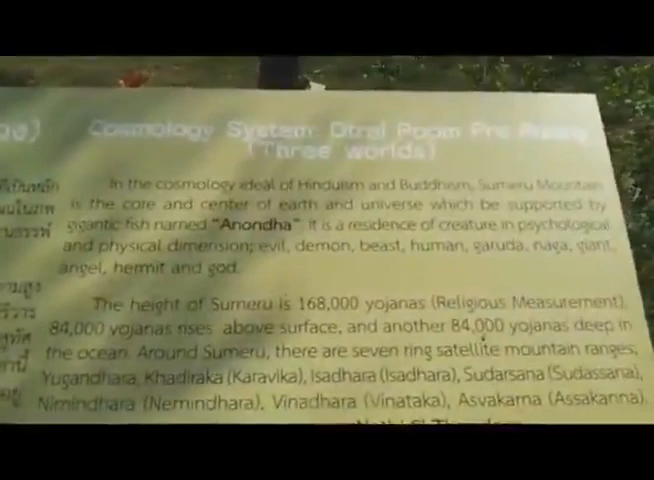 Cosmology System: Dtrai Poom Pra Ruang
(Three worlds)
In the cosmology ideal of Hinduism and Buddhism, Sumeru Mountain
is the core and center of earth and universe which be supported by
gigantic fish named "Anondha". it is a residence of creature in psychological
and physical dimension; evil, demon, beast, human, garuda, naga, giant,
angel, hermit and god.
The height of Sumeru is 168,000 yojanas (Religious Measurement),
84,000 yojanas rises above surface, and another 84,000 yojanas deep in
the ocean. Around Sumeru, there are seven ring satellite mountain ranges;
Yugandhara, Khadiraka (Karavika), Isadhara (Isadhara), Sudarsana (Sudassana),
Nimindhara (Nemindhara), Vinadhara (Vinataka), Asvakarna (Assakanna).